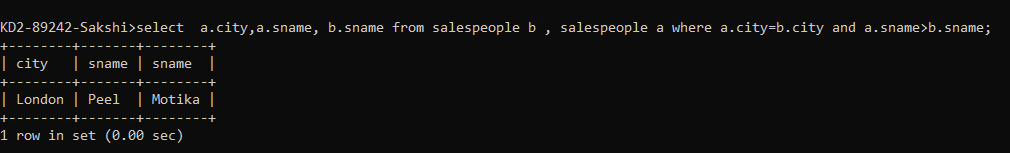 KD2-89242-Sakshi>select  a.city,a.sname, b.sname from salespeople b , salespeople a where a.city=b.city and a.sname>b.sname;
+--------+-------+--------+
| city   | sname | sname  |
+--------+-------+--------+
| London | Peel  | Motika |
+--------+-------+--------+
1 row in set (0.00 sec)